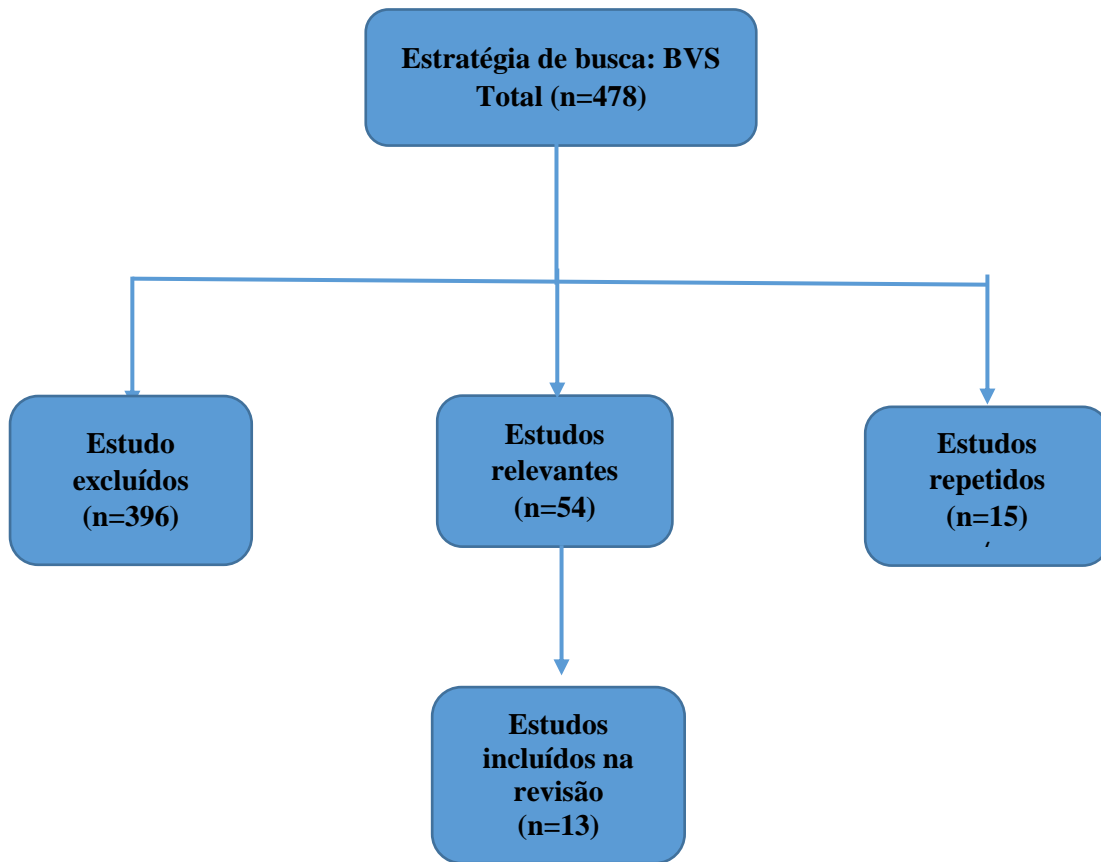 Estratégia de busca: BVS
Total (n=478)
Estudo
excluídos
(n=396)
Estudos
relevantes
(n=54)
Estudos
repetidos
(n=15)
Estudos
incluídos na
revisão
(n=13)